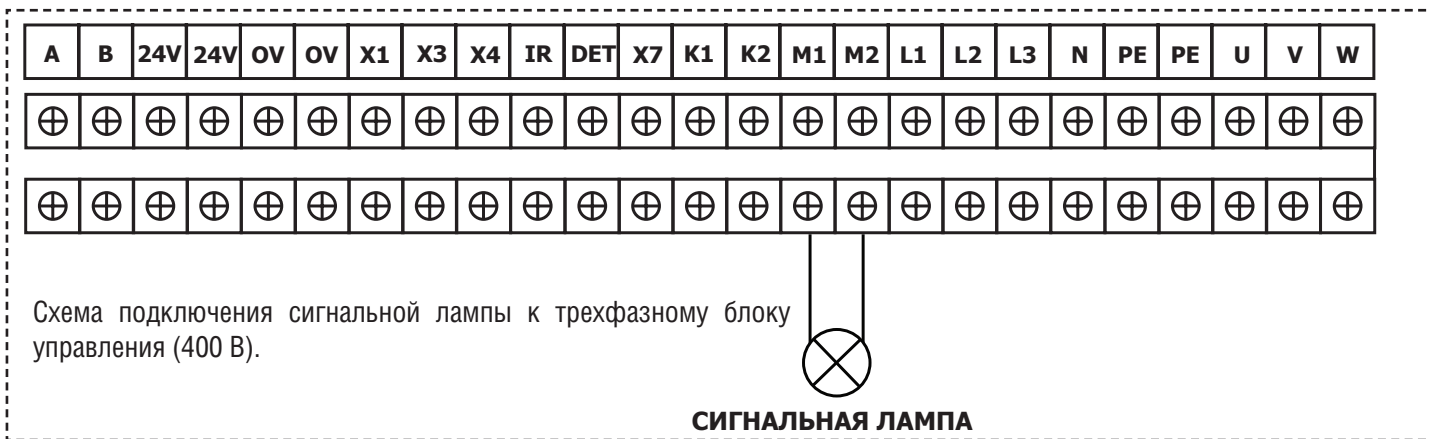 A B 24V 24V OV OV X1 X3 X4 IR DET X7 K1 K2 M1 M2 L1 L2 L3 N PE PE U V W
Схема подключения сигнальной лампы к трехфазному блоку
управления (400 В).
СИГНАЛЬНАЯ ЛАМПА